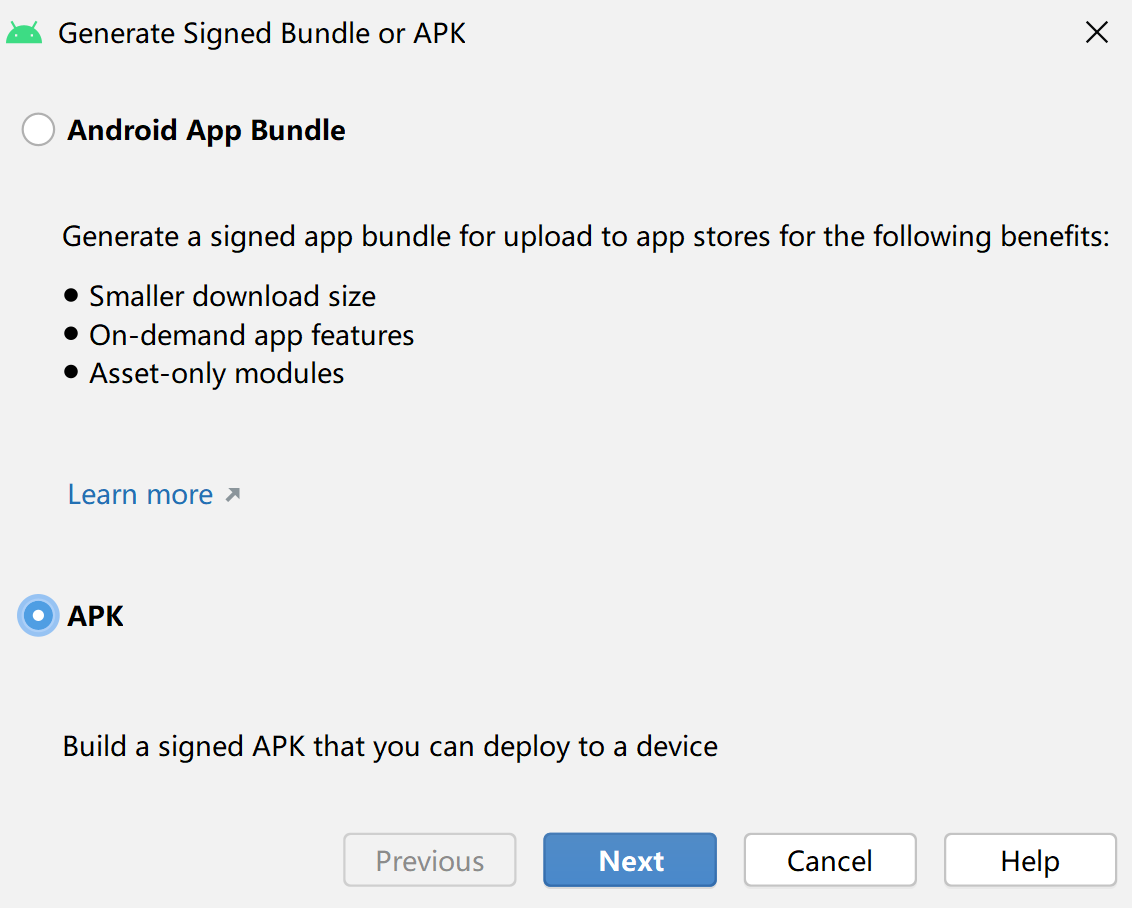 Generate Signed Bundle or APK
Android App Bundle
Generate a signed app bundle for upload to app stores for the following benefits:
Smaller download size
On-demand app features
Asset-only modules
Learn more
APK
Build a signed APK that you can deploy to a device
Previous Next Cancel Help